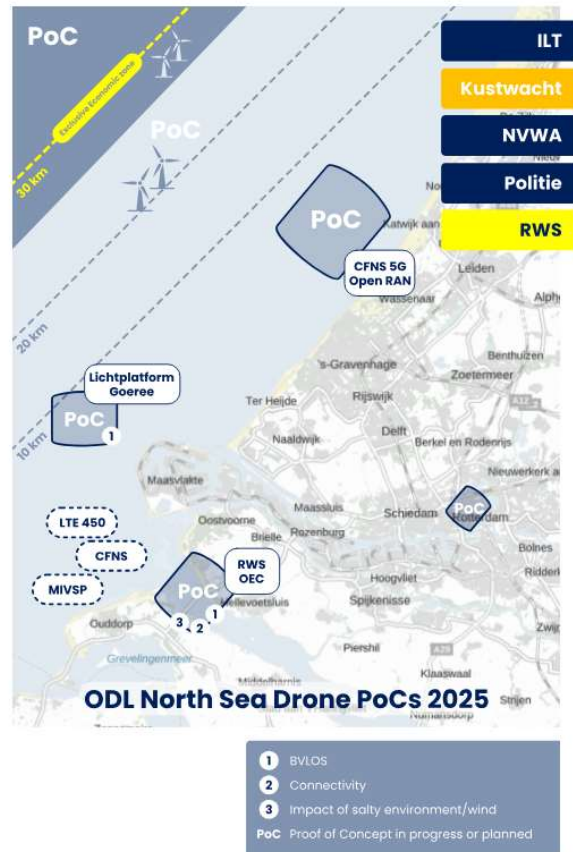 PoC
Exclusive Economic zone
30 km
PoC
20 km
10 km
ILT
Kustwacht
NVWA
Politie
RWS
PoC
Katwijk aan
CFNS 5G
Open RAN
Leiden
Wassenaar
Alphe
Lichtplatform
Goeree
PoC
1
's-Gravenhage
Benthuizen
Zoetermeer
Ter Heijde
Rijswijk
Delft
Naaldwijk
Berkel en Rodenrijs
Nieuwerkerk a
Maasvlakte
Maassluis
Schiedam
PoC
Rotterdam
LTE 450
Oostvoorne
Brielle
Rozenburg
CFNS
RWS
OEC
Bolnes
MIVSP
PoC
Hoogvliet
Ridderk
Hellevoetsluis
Spijkenisse
3
2
1
Ouddorp
Zwij
Grevelingenmeer
Piershil
Klaaswaal
Middelharnis
ODL North Sea Drone PoCs 2025
Strijen
Numansdorp
1 BVLOS
2 Connectivity
3 Impact of salty environment/wind
PoC Proof of Concept in progress or planned